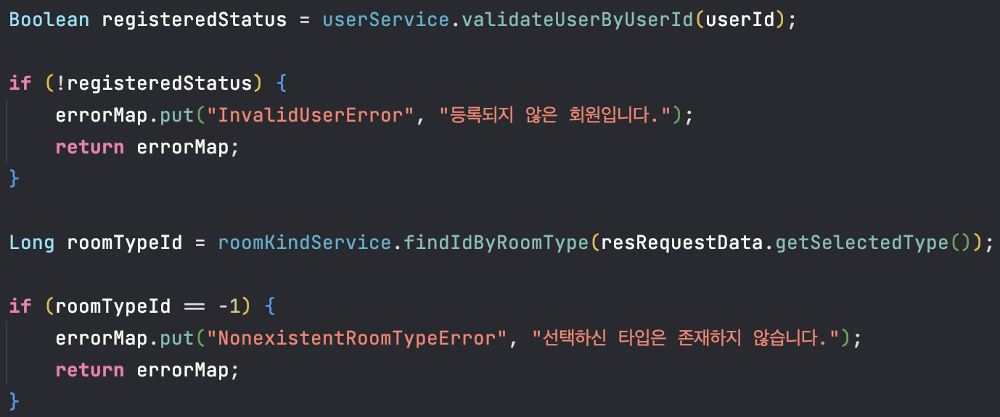 Boolean registeredStatus = userService.validateUserByUserId(userId);
if (!registeredStatus) {
errorMap.put("InvalidUserError", "등록되지 않은 회원입니다.");
return errorMap;
}
Long roomTypeId = roomKindService.findIdByRoomType(resRequestData.getSelectedType());
if (roomTypeId == -1) {
errorMap.put("NonexistentRoomTypeError", "선택하신 타입은 존재하지 않습니다.");
return errorMap;
}